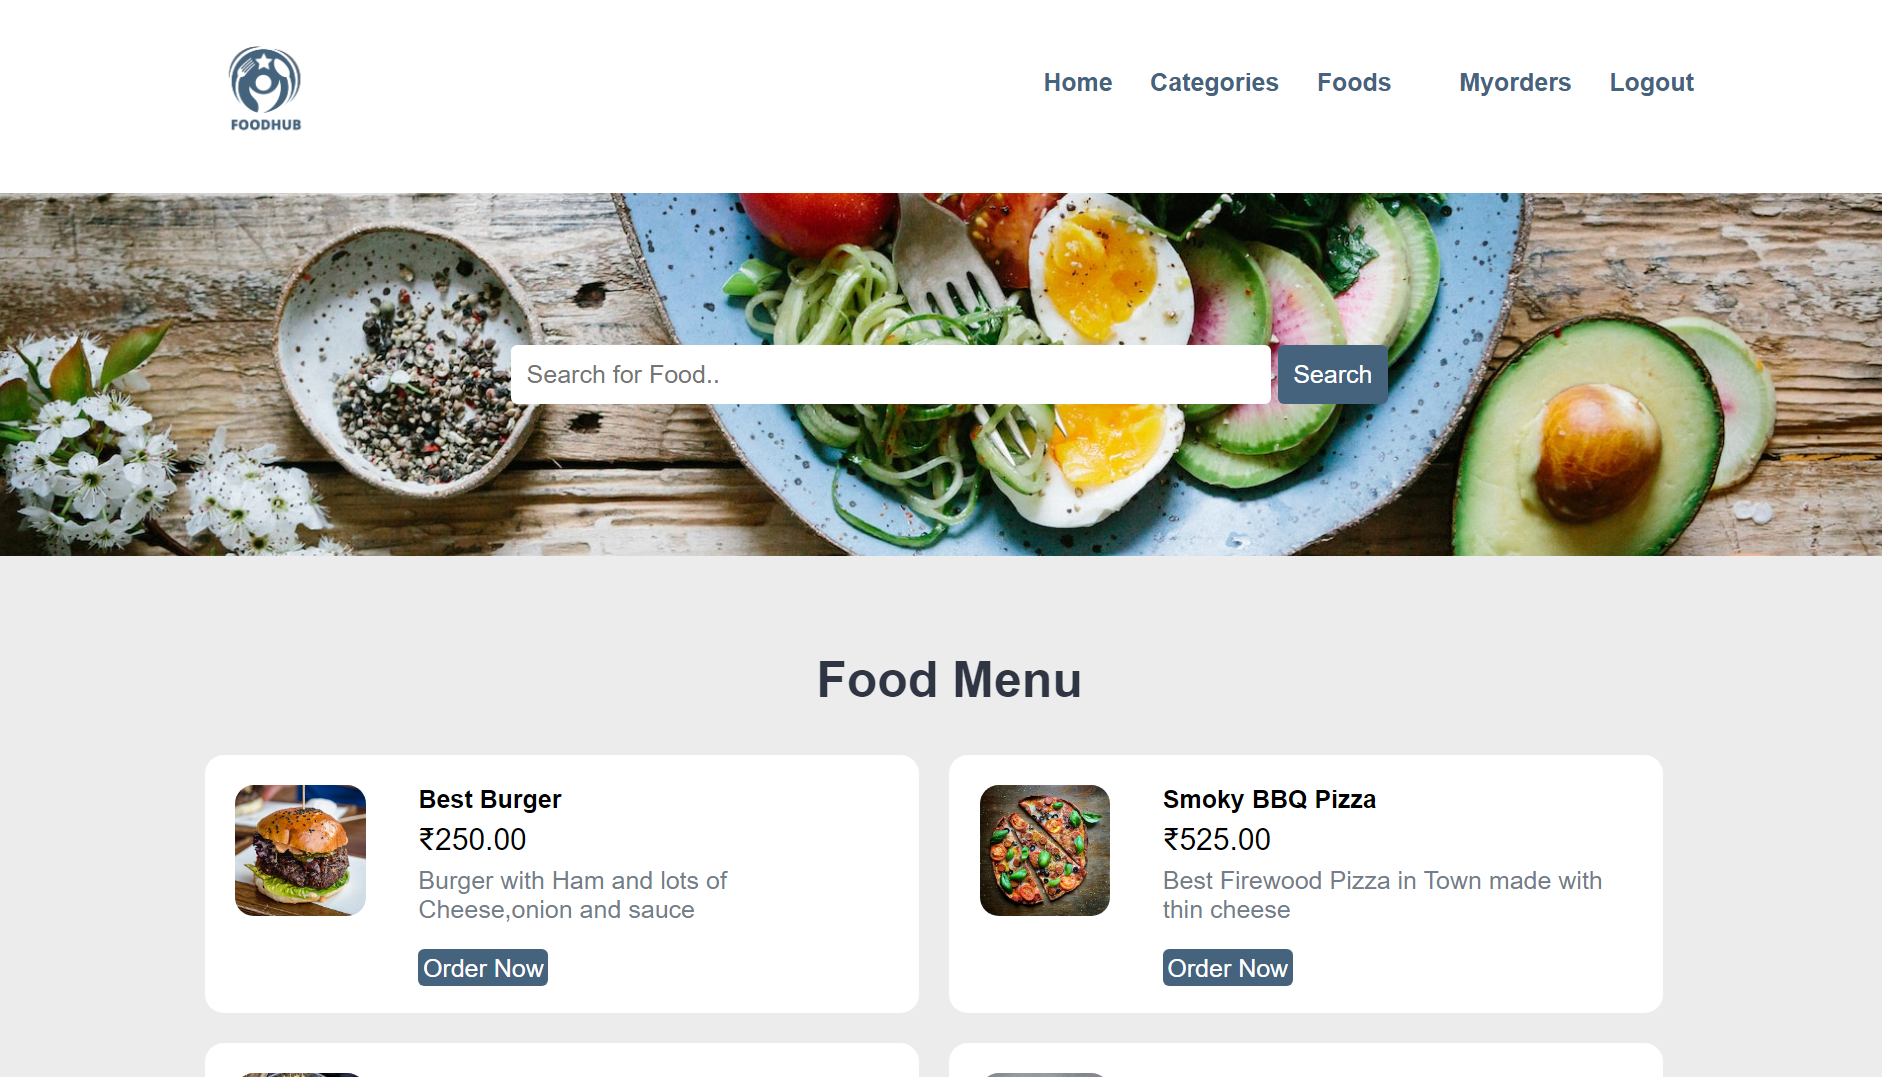 FOODHUB
Home Categories Foods Myorders Logout
Search for Food.. Search
Food Menu
Best Burger
₹250.00
Burger with Ham and lots of
Cheese,onion and sauce
Order Now
Smoky BBQ Pizza
₹525.00
Best Firewood Pizza in Town made with
thin cheese
Order Now